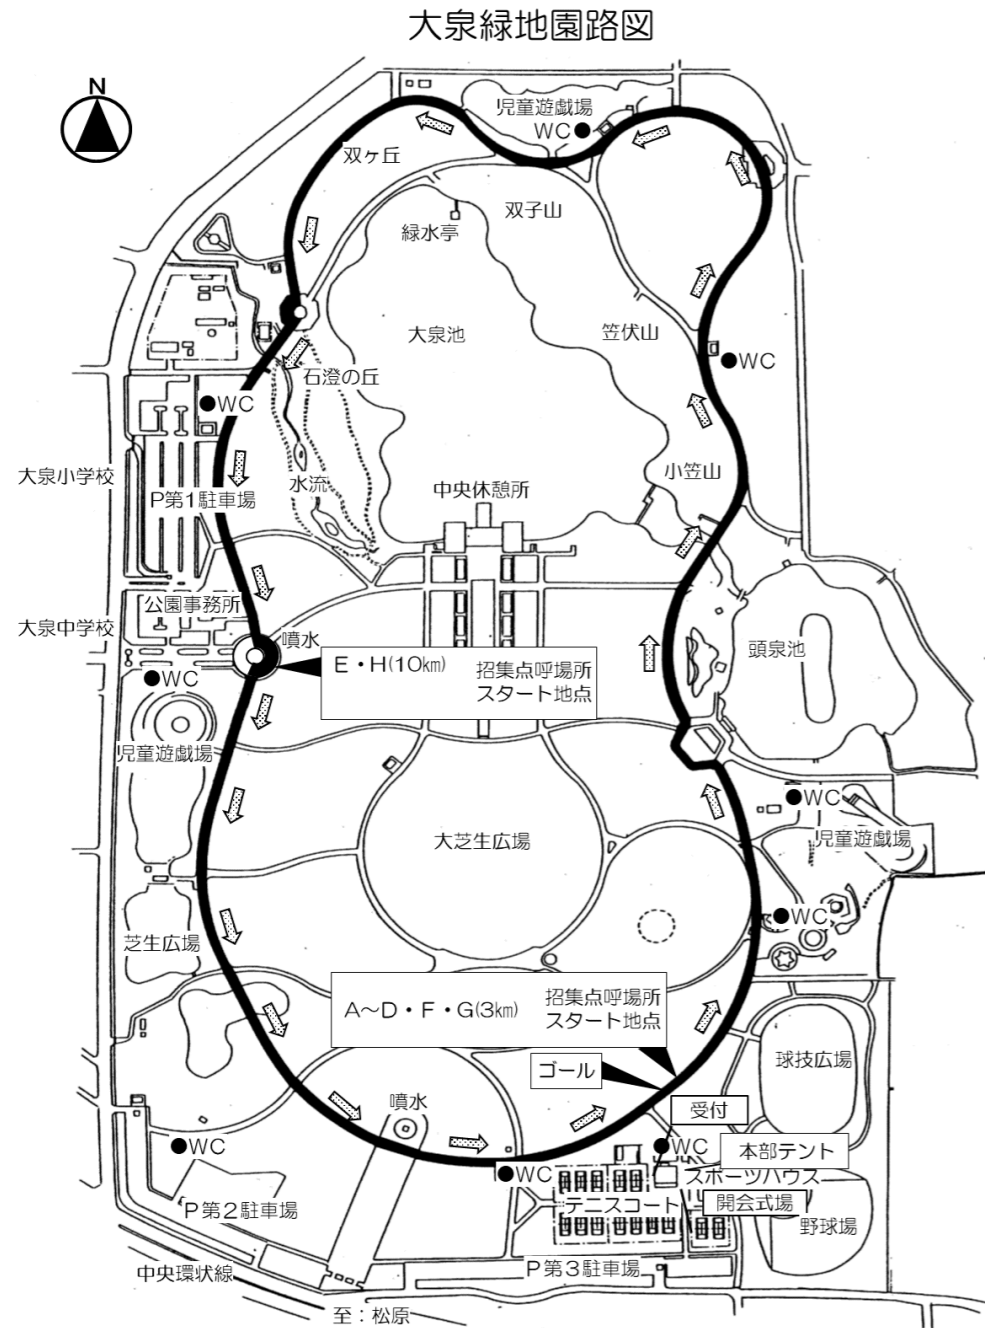 大泉緑地園路図
N
児童遊戯場
WC
双ヶ丘
双子山
緑水亭
大泉池
笠伏山
WC
石澄の丘
WC
大泉小学校
P第1駐車場
水流
中央休憩所
小笠山
公園事務所
大泉中学校
噴水
頭泉池
E・H(10km) 招集点呼場所
スタート地点
WC
児童遊戯場
WC
大芝生広場
児童遊戯場
WC
芝生広場
A～D・F・G(3km) 招集点呼場所
スタート地点
球技広場
ゴール
噴水
受付
WC
WC
本部テント
WC
スポーツハウス
テニスコート
開会式場
P第2駐車場
野球場
P第3駐車場
中央環状線
至：松原